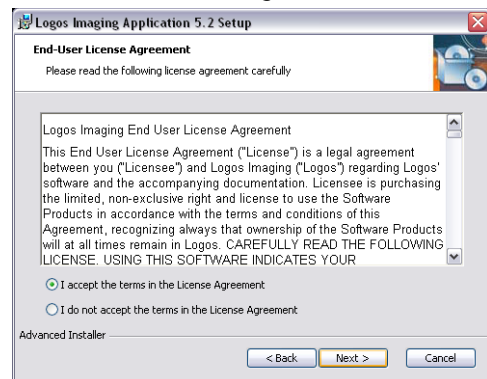 Logos Imaging Application 5.2 Setup
End-User License Agreement
Please read the following license agreement carefully
Logos Imaging End User License Agreement
This End User License Agreement ("License") is a legal agreement
between you ("Licensee") and Logos Imaging ("Logos") regarding Logos'
software and the accompanying documentation. Licensee is purchasing
the limited, non-exclusive right and license to use the Software
Products in accordance with the terms and conditions of this
Agreement, recognizing always that ownership of the Software Products
will at all times remain in Logos. CAREFULLY READ THE FOLLOWING
LICENSE. USING THIS SOFTWARE INDICATES YOUR
I accept the terms in the License Agreement
I do not accept the terms in the License Agreement
Advanced Installer
< Back Next > Cancel